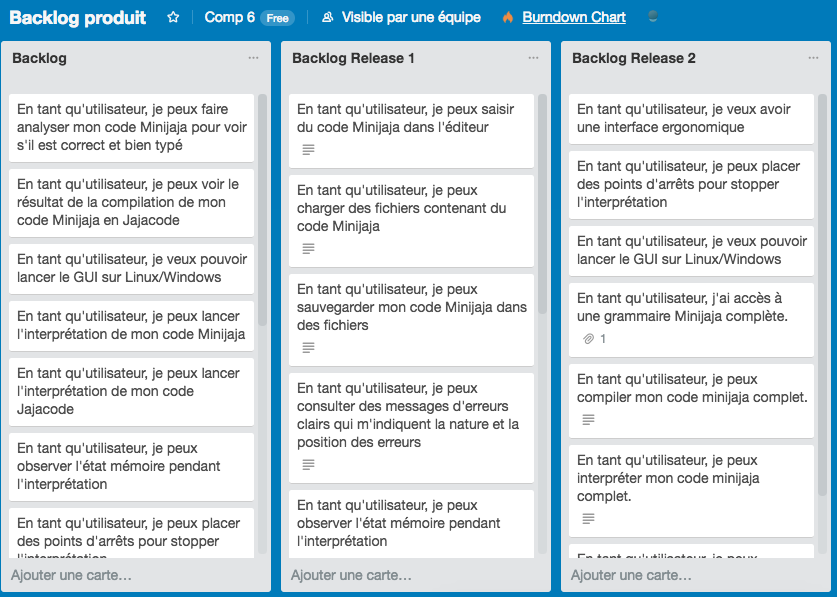 Backlog produit
Comp 6 Free
Visible par une équipe
Burndown Chart
Backlog
En tant qu'utilisateur, je peux faire
analyser mon code Minijaja pour voir
s'il est correct et bien typé
En tant qu'utilisateur, je peux voir le
résultat de la compilation de mon
code Minijaja en Jajacode
En tant qu'utilisateur, je veux pouvoir
lancer le GUI sur Linux/Windows
En tant qu'utilisateur, je peux lancer
l'interprétation de mon code Minijaja
En tant qu'utilisateur, je peux lancer
l'interprétation de mon code
Jajacode
En tant qu'utilisateur, je peux
observer l'état mémoire pendant
l'interprétation
En tant qu'utilisateur, je peux placer
des points d'arrêts pour stopper
l'interprétation
Ajouter une carte…
Backlog Release 1
En tant qu'utilisateur, je peux saisir
du code Minijaja dans l'éditeur
En tant qu'utilisateur, je peux
charger des fichiers contenant du
code Minijaja
En tant qu'utilisateur, je peux
sauvegarder mon code Minijaja dans
des fichiers
En tant qu'utilisateur, je peux
consulter des messages d'erreurs
clairs qui m'indiquent la nature et la
position des erreurs
En tant qu'utilisateur, je peux
observer l'état mémoire pendant
l'interprétation
Ajouter une carte…
Backlog Release 2
En tant qu'utilisateur, je veux avoir
une interface ergonomique
En tant qu'utilisateur, je peux placer
des points d'arrêts pour stopper
l'interprétation
En tant qu'utilisateur, je veux pouvoir
lancer le GUI sur Linux/Windows
En tant qu'utilisateur, j'ai accès à
une grammaire Minijaja complète.
1
En tant qu'utilisateur, je peux
compiler mon code minijaja complet.
En tant qu'utilisateur, je peux
interpréter mon code minijaja
complet.
En tant qu'utilisateur, je peux
Ajouter une carte…